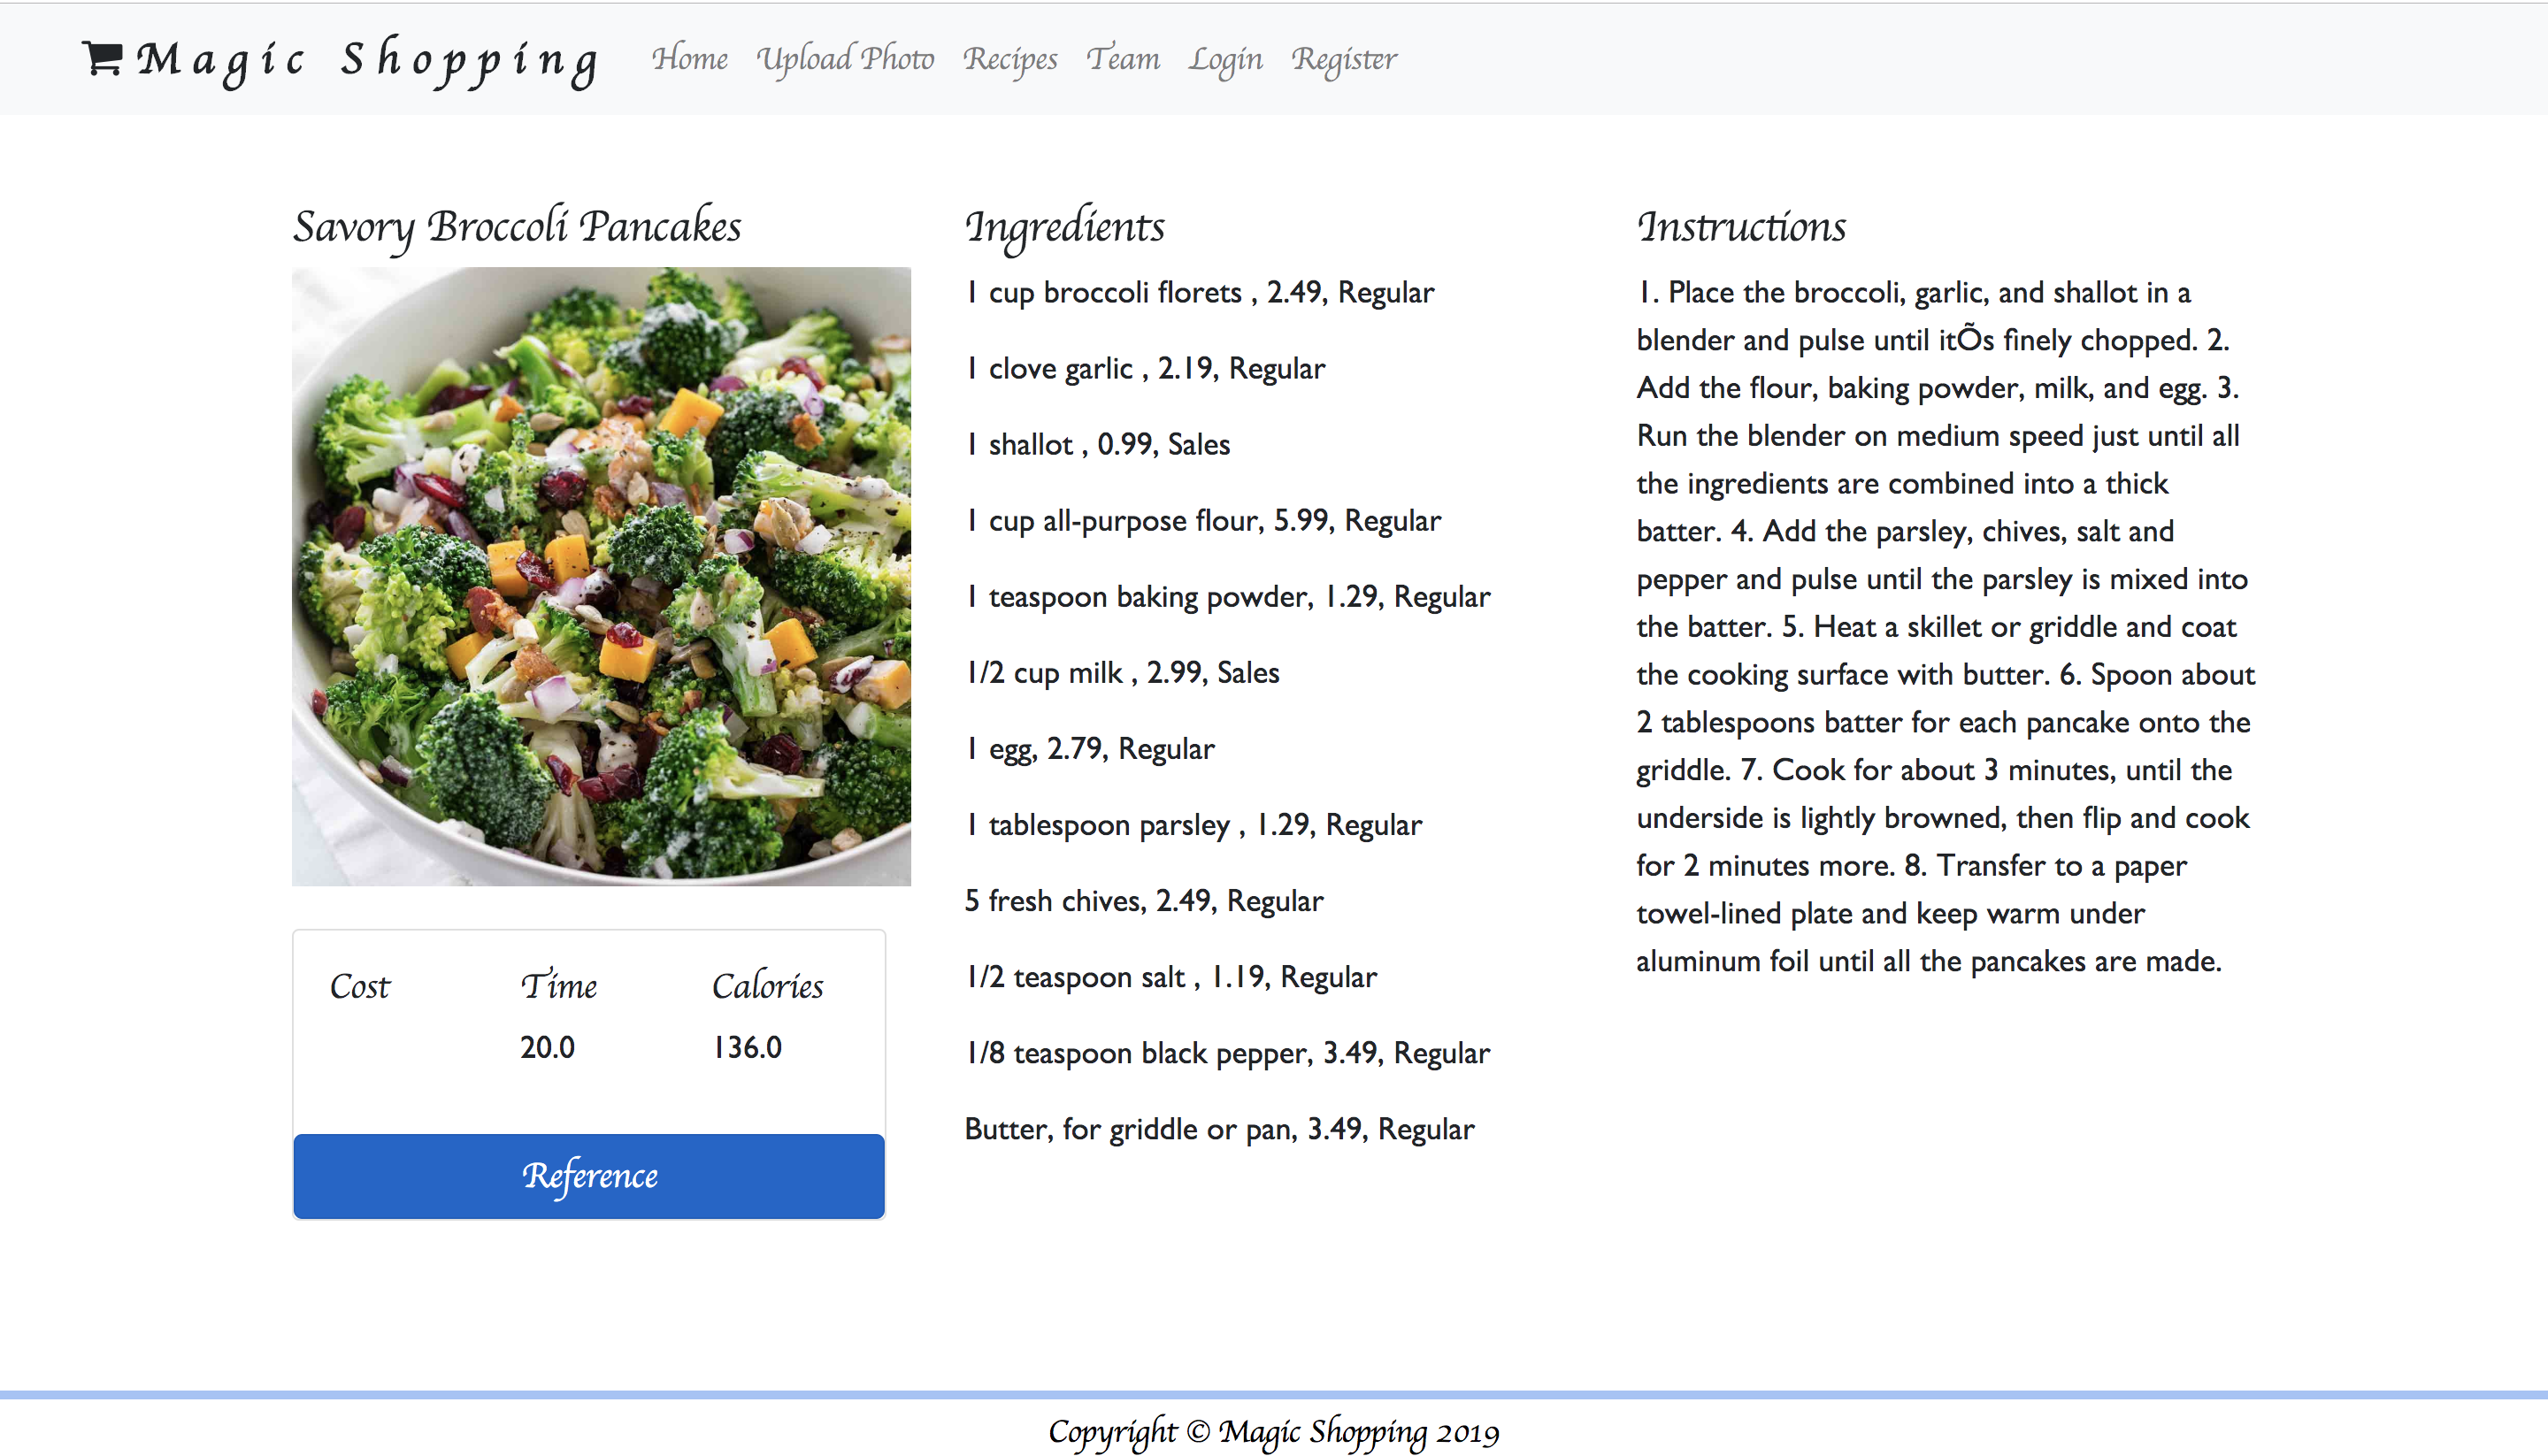 Magic Shopping
Home Upload Photo Recipes Team Login Register
Savory Broccoli Pancakes
Cost Time Calories
20.0 136.0
Reference
Ingredients
1 cup broccoli florets , 2.49, Regular
1 clove garlic , 2.19, Regular
1 shallot , 0.99, Sales
1 cup all-purpose flour, 5.99, Regular
1 teaspoon baking powder, 1.29, Regular
1/2 cup milk , 2.99, Sales
1 egg, 2.79, Regular
1 tablespoon parsley , 1.29, Regular
5 fresh chives, 2.49, Regular
1/2 teaspoon salt , 1.19, Regular
1/8 teaspoon black pepper, 3.49, Regular
Butter, for griddle or pan, 3.49, Regular
Instructions
1. Place the broccoli, garlic, and shallot in a
blender and pulse until itÕs finely chopped. 2.
Add the flour, baking powder, milk, and egg. 3.
Run the blender on medium speed just until all
the ingredients are combined into a thick
batter. 4. Add the parsley, chives, salt and
pepper and pulse until the parsley is mixed into
the batter. 5. Heat a skillet or griddle and coat
the cooking surface with butter. 6. Spoon about
2 tablespoons batter for each pancake onto the
griddle. 7. Cook for about 3 minutes, until the
underside is lightly browned, then flip and cook
for 2 minutes more. 8. Transfer to a paper
towel-lined plate and keep warm under
aluminum foil until all the pancakes are made.
Copyright © Magic Shopping 2019